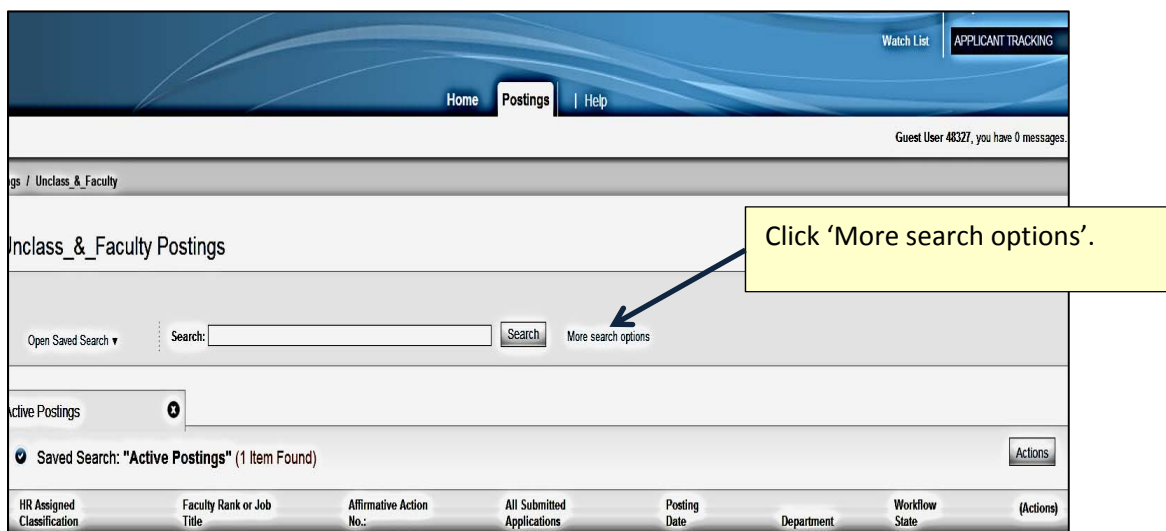 Watch List APPLICANT TRACKING
Home Postings | Help
Guest User 48327, you have 0 messages.
gs / Unclass_&_Faculty
Unclass_&_Faculty Postings
Click ‘More search options’.
Open Saved Search ▼ Search: Search More search options
Active Postings
Saved Search: "Active Postings" (1 Item Found) Actions
HR Assigned Classification Faculty Rank or Job Title Affirmative Action No.: All Submitted Applications Posting Date Department Workflow State (Actions)